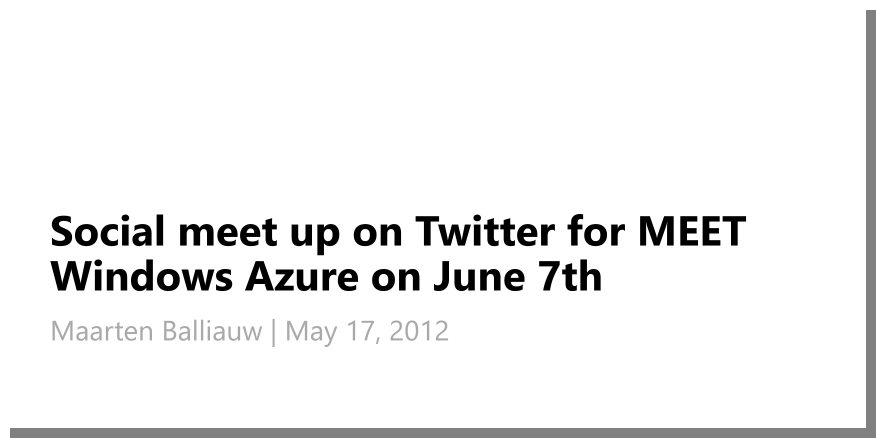 Social meet up on Twitter for MEET
Windows Azure on June 7th
Maarten Balliauw | May 17, 2012